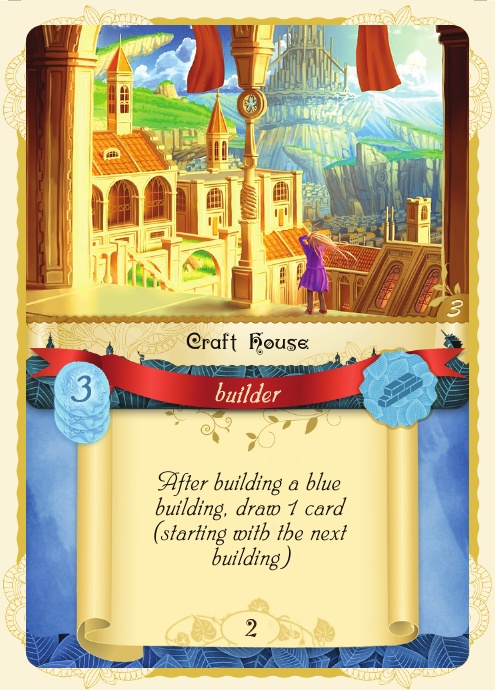 3
Craft House
3
builder
After building a blue
building, draw 1 card
(starting with the next
building)
2